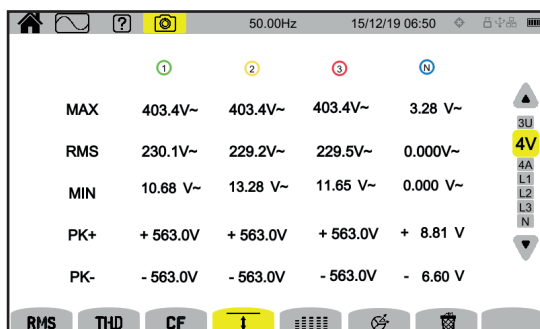 ? 50.00Hz 15/12/19 06:50
1 2 3 N
MAX 403.4V~ 403.4V~ 403.4V~ 3.28 V~
RMS 230.1V~ 229.2V~ 229.5V~ 0.000V~
MIN 10.68 V~ 13.28 V~ 11.65 V~ 0.000 V~
PK+ + 563.0V + 563.0V + 563.0V + 8.81 V
PK- - 563.0V - 563.0V - 563.0V - 6.60 V
3U
4V
4A
L1
L2
L3
N
RMS THD CF